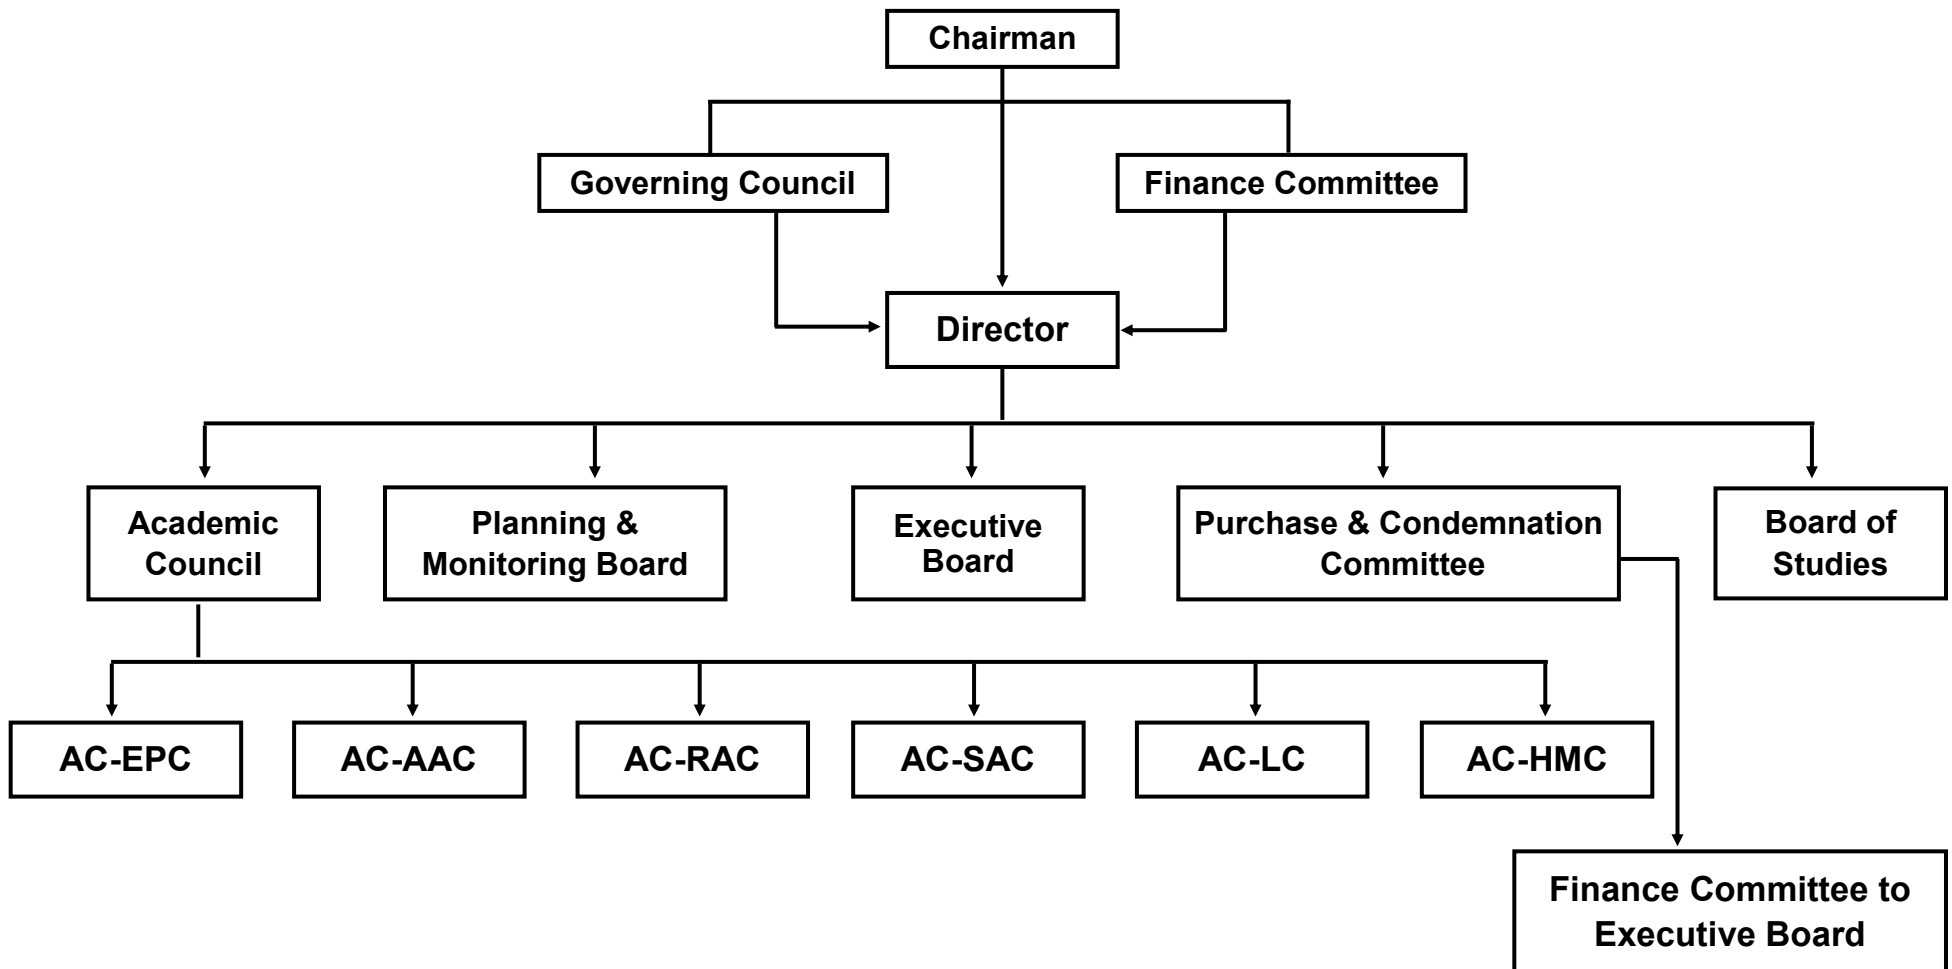 Chairman
Governing Council
Finance Committee
Director
Academic
Council
Planning &
Monitoring Board
Executive
Board
Purchase & Condemnation
Committee
Board of
Studies
AC-EPC
AC-AAC
AC-RAC
AC-SAC
AC-LC
AC-HMC
Finance Committee to
Executive Board